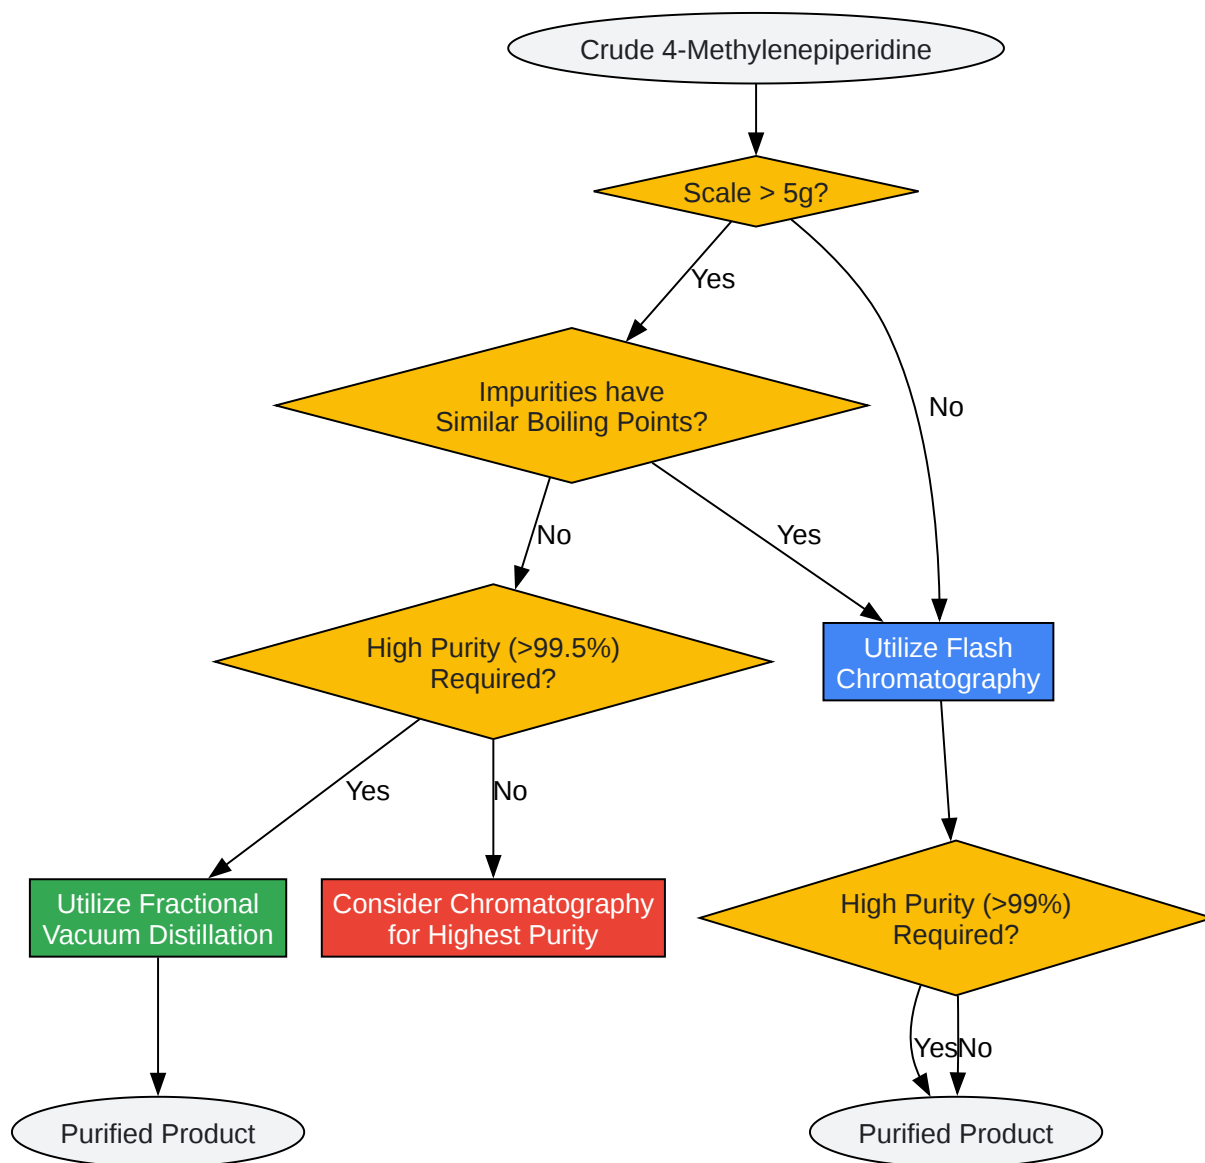 Crude 4-Methylenepiperidine
Scale > 5g?
Yes
No
Impurities have
Similar Boiling Points?
No
Yes
High Purity (>99.5%)
Required?
Utilize Flash
Chromatography
Yes
No
Utilize Fractional
Vacuum Distillation
Consider Chromatography
for Highest Purity
High Purity (>99%)
Required?
Yes
No
Purified Product
Purified Product